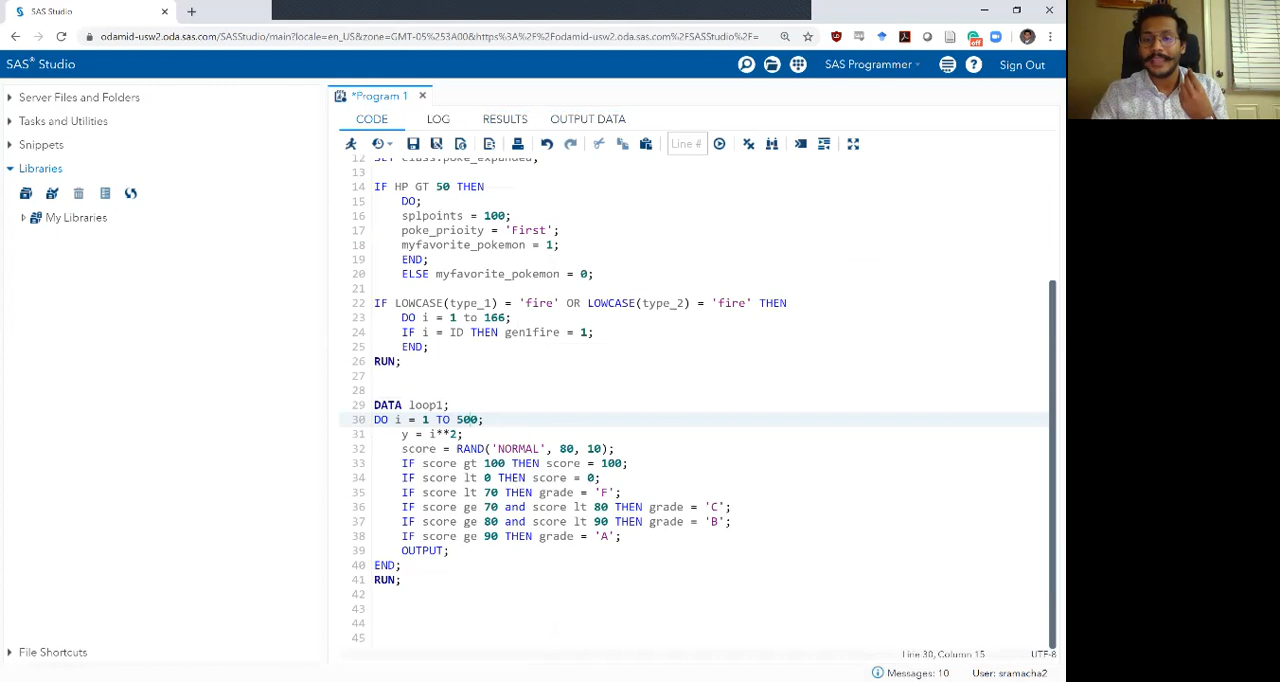 SAS Studio
odamid-usw2.oda.sas.com/SASStudio/main?locale=en_US&zone=GMT-05%253A00&https%3A%2F%2Fodamid-usw2.oda.sas.com%2FSASStudio%2F=
off
SAS® Studio
SAS Programmer
Sign Out
Server Files and Folders
Tasks and Utilities
Snippets
Libraries
My Libraries
File Shortcuts
*Program 1
CODE LOG RESULTS OUTPUT DATA
Line #
12 SET class.poke_expanded;
13
14 IF HP GT 50 THEN
15 DO;
16 splpoints = 100;
17 poke_prioity = 'First';
18 myfavorite_pokemon = 1;
19 END;
20 ELSE myfavorite_pokemon = 0;
21
22 IF LOWCASE(type_1) = 'fire' OR LOWCASE(type_2) = 'fire' THEN
23 DO i = 1 to 166;
24 IF i = ID THEN gen1fire = 1;
25 END;
26 RUN;
27
28
29 DATA loop1;
30 DO i = 1 TO 500;
31 y = i**2;
32 score = RAND('NORMAL', 80, 10);
33 IF score gt 100 THEN score = 100;
34 IF score lt 0 THEN score = 0;
35 IF score lt 70 THEN grade = 'F';
36 IF score ge 70 and score lt 80 THEN grade = 'C';
37 IF score ge 80 and score lt 90 THEN grade = 'B';
38 IF score ge 90 THEN grade = 'A';
39 OUTPUT;
40 END;
41 RUN;
42
43
44
45
Line 30, Column 15 UTF-8
Messages: 10 User: sramacha2